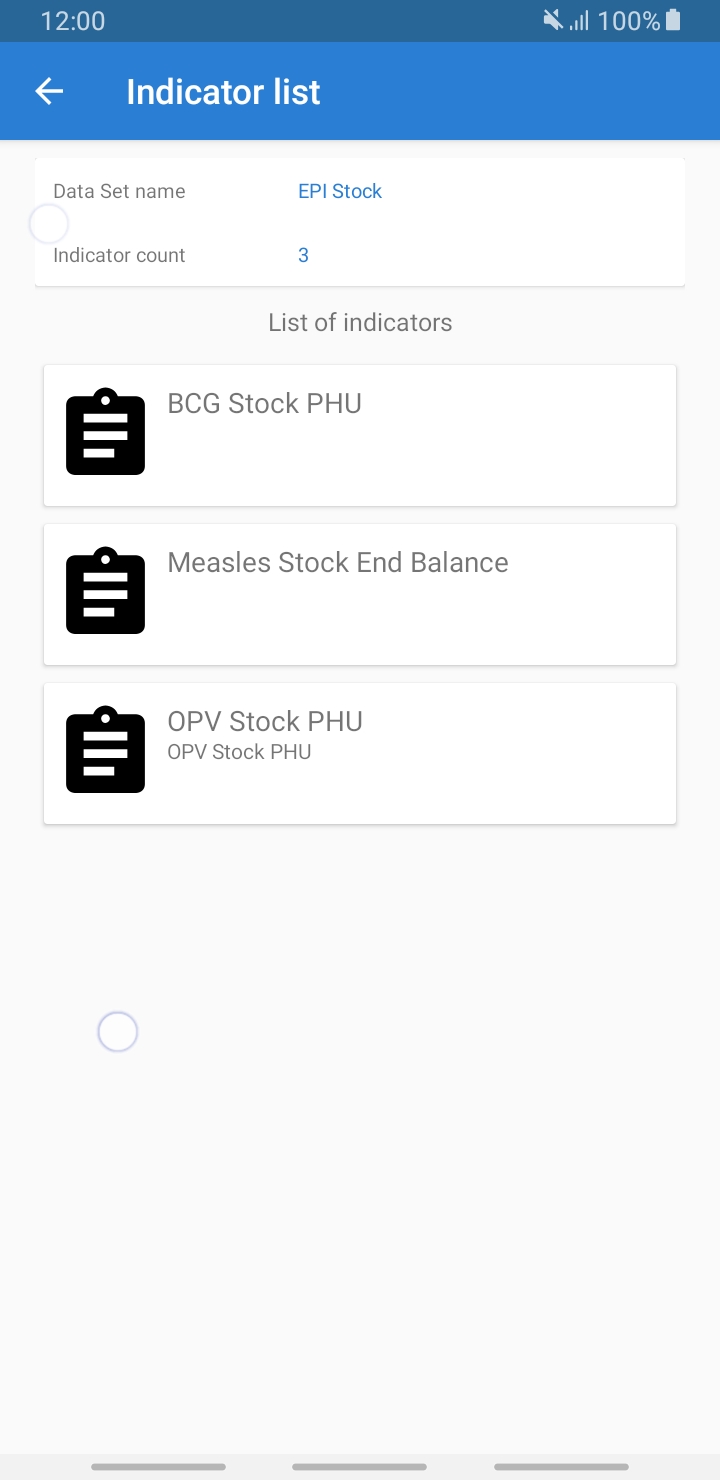 12:00 100%
Indicator list
Data Set name EPI Stock
Indicator count 3
List of indicators
BCG Stock PHU
Measles Stock End Balance
OPV Stock PHU
OPV Stock PHU